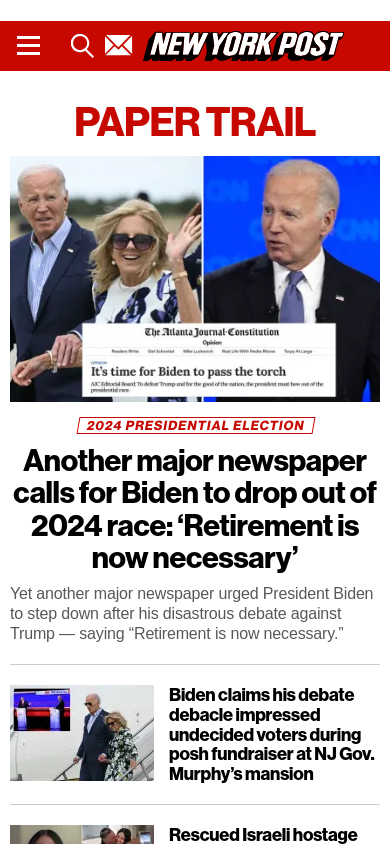 NEW YORK POST
PAPER TRAIL
The Atlanta Journal-Constitution
Opinion
Readers Write Get Schooled Mike Luckovich Real Life With Nedra Rhone Torpy At Large
OPINION
It's time for Biden to pass the torch
AJC Editorial Board: To defeat Trump and for the good of the nation, the president must bow out of the
presidential race.
2024 PRESIDENTIAL ELECTION
Another major newspaper
calls for Biden to drop out of
2024 race: ‘Retirement is
now necessary’
Yet another major newspaper urged President Biden
to step down after his disastrous debate against
Trump — saying “Retirement is now necessary.”
Biden claims his debate
debacle impressed
undecided voters during
posh fundraiser at NJ Gov.
Murphy’s mansion
Rescued Israeli hostage